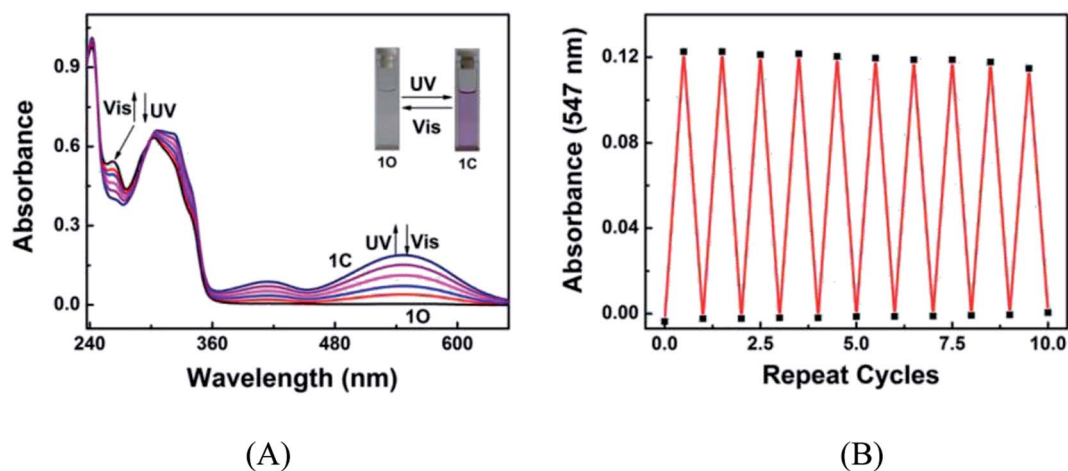 Absorbance
0.9
0.6
0.3
0.0
240
360
480
600
Wavelength (nm)
Vis
UV
UV
Vis
1O
1C
1C
UV
Vis
1O
(A)
Absorbance (547 nm)
0.12
0.08
0.04
0.00
0.0
2.5
5.0
7.5
10.0
Repeat Cycles
(B)